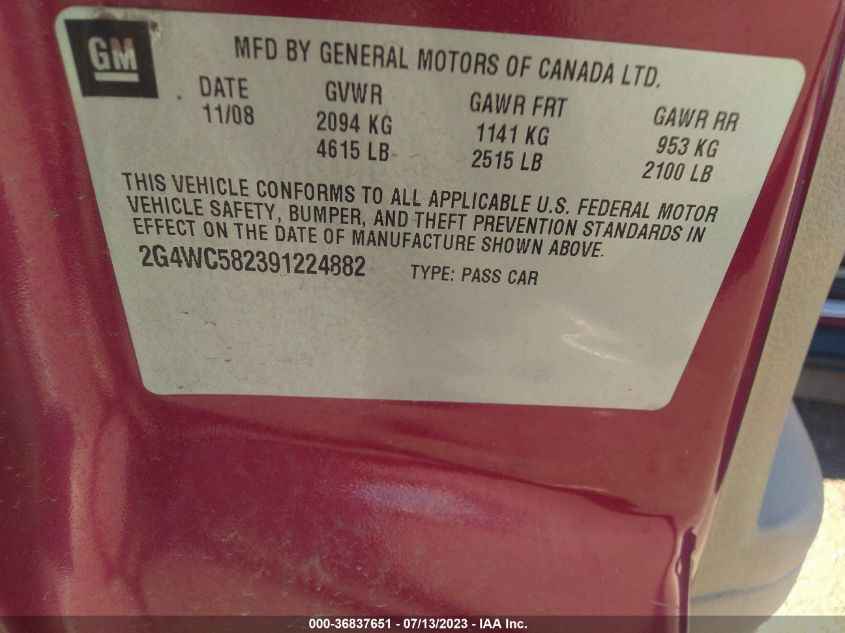 GM
MFD BY GENERAL MOTORS OF CANADA LTD.
DATE GVWR GAWR FRT GAWR RR
11/08 2094 KG 1141 KG 953 KG
4615 LB 2515 LB 2100 LB
THIS VEHICLE CONFORMS TO ALL APPLICABLE U.S. FEDERAL MOTOR
VEHICLE SAFETY, BUMPER, AND THEFT PREVENTION STANDARDS IN
EFFECT ON THE DATE OF MANUFACTURE SHOWN ABOVE.
2G4WC582391224882 TYPE: PASS CAR
000-36837651 / 07/13/2023 - IAA Inc.